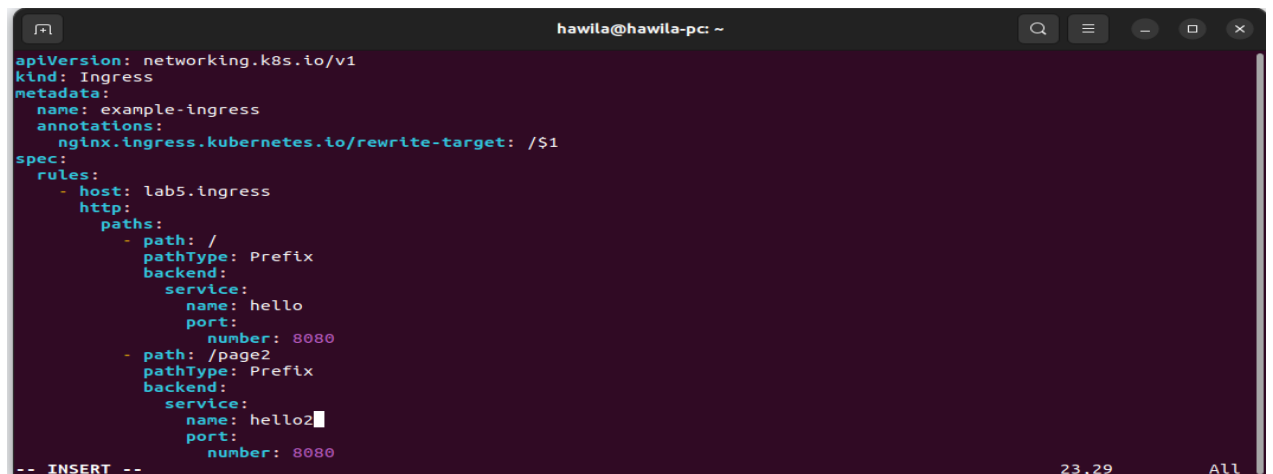 hawila@hawila-pc: ~
apiVersion: networking.k8s.io/v1
kind: Ingress
metadata:
  name: example-ingress
  annotations:
    nginx.ingress.kubernetes.io/rewrite-target: /$1
spec:
  rules:
    - host: lab5.ingress
      http:
        paths:
          - path: /
            pathType: Prefix
            backend:
              service:
                name: hello
                port:
                  number: 8080
          - path: /page2
            pathType: Prefix
            backend:
              service:
                name: hello2
                port:
                  number: 8080
-- INSERT -- 23,29 All